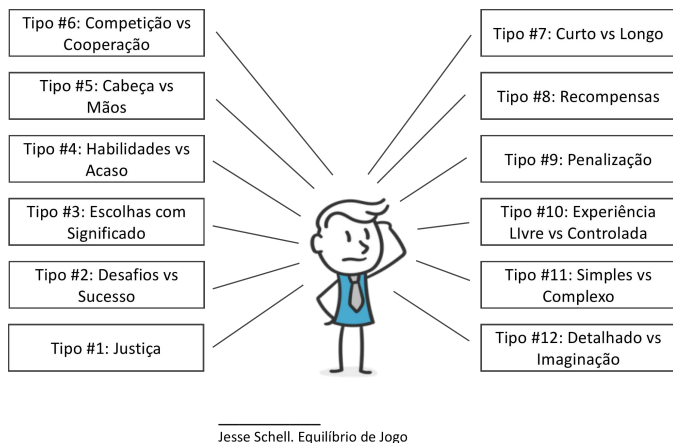 Tipo #6: Competição vs
Cooperação
Tipo #5: Cabeça vs
Mãos
Tipo #4: Habilidades vs
Acaso
Tipo #3: Escolhas com
Significado
Tipo #2: Desafios vs
Sucesso
Tipo #1: Justiça
Tipo #7: Curto vs Longo
Tipo #8: Recompensas
Tipo #9: Penalização
Tipo #10: Experiência
LIvre vs Controlada
Tipo #11: Simples vs
Complexo
Tipo #12: Detalhado vs
Imaginação
Jesse Schell. Equilíbrio de Jogo